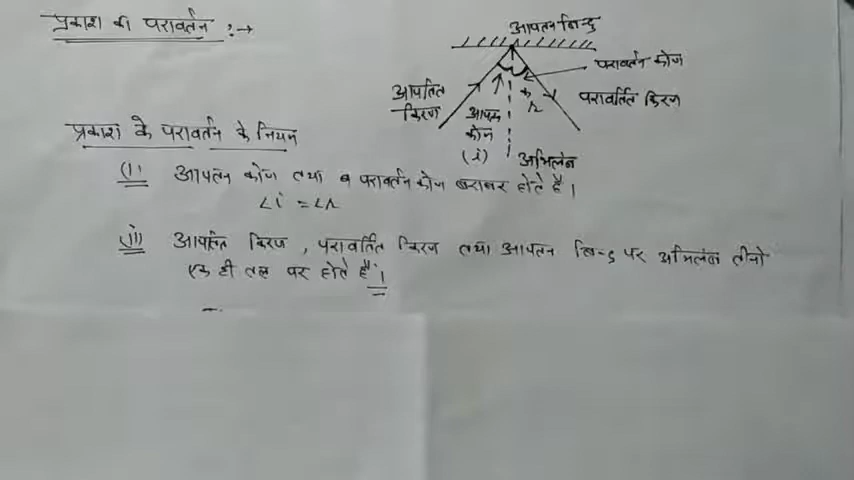 प्रकाश का परावर्तन :→
आपतन बिन्दु
परावर्तन कोण
आपतित
किरण
परावर्तित किरण
r
आपतन
कोण
(i)
अभिलंब
प्रकाश के परावर्तन के नियम
(i) आपतन कोण तथा व परावर्तन कोण बराबर होते है।
∠i = ∠r
(ii) आपतित किरण, परावर्तित किरण तथा आपतन बिन्दु पर अभिलंब तीनो
एक ही तल पर होते हैं।